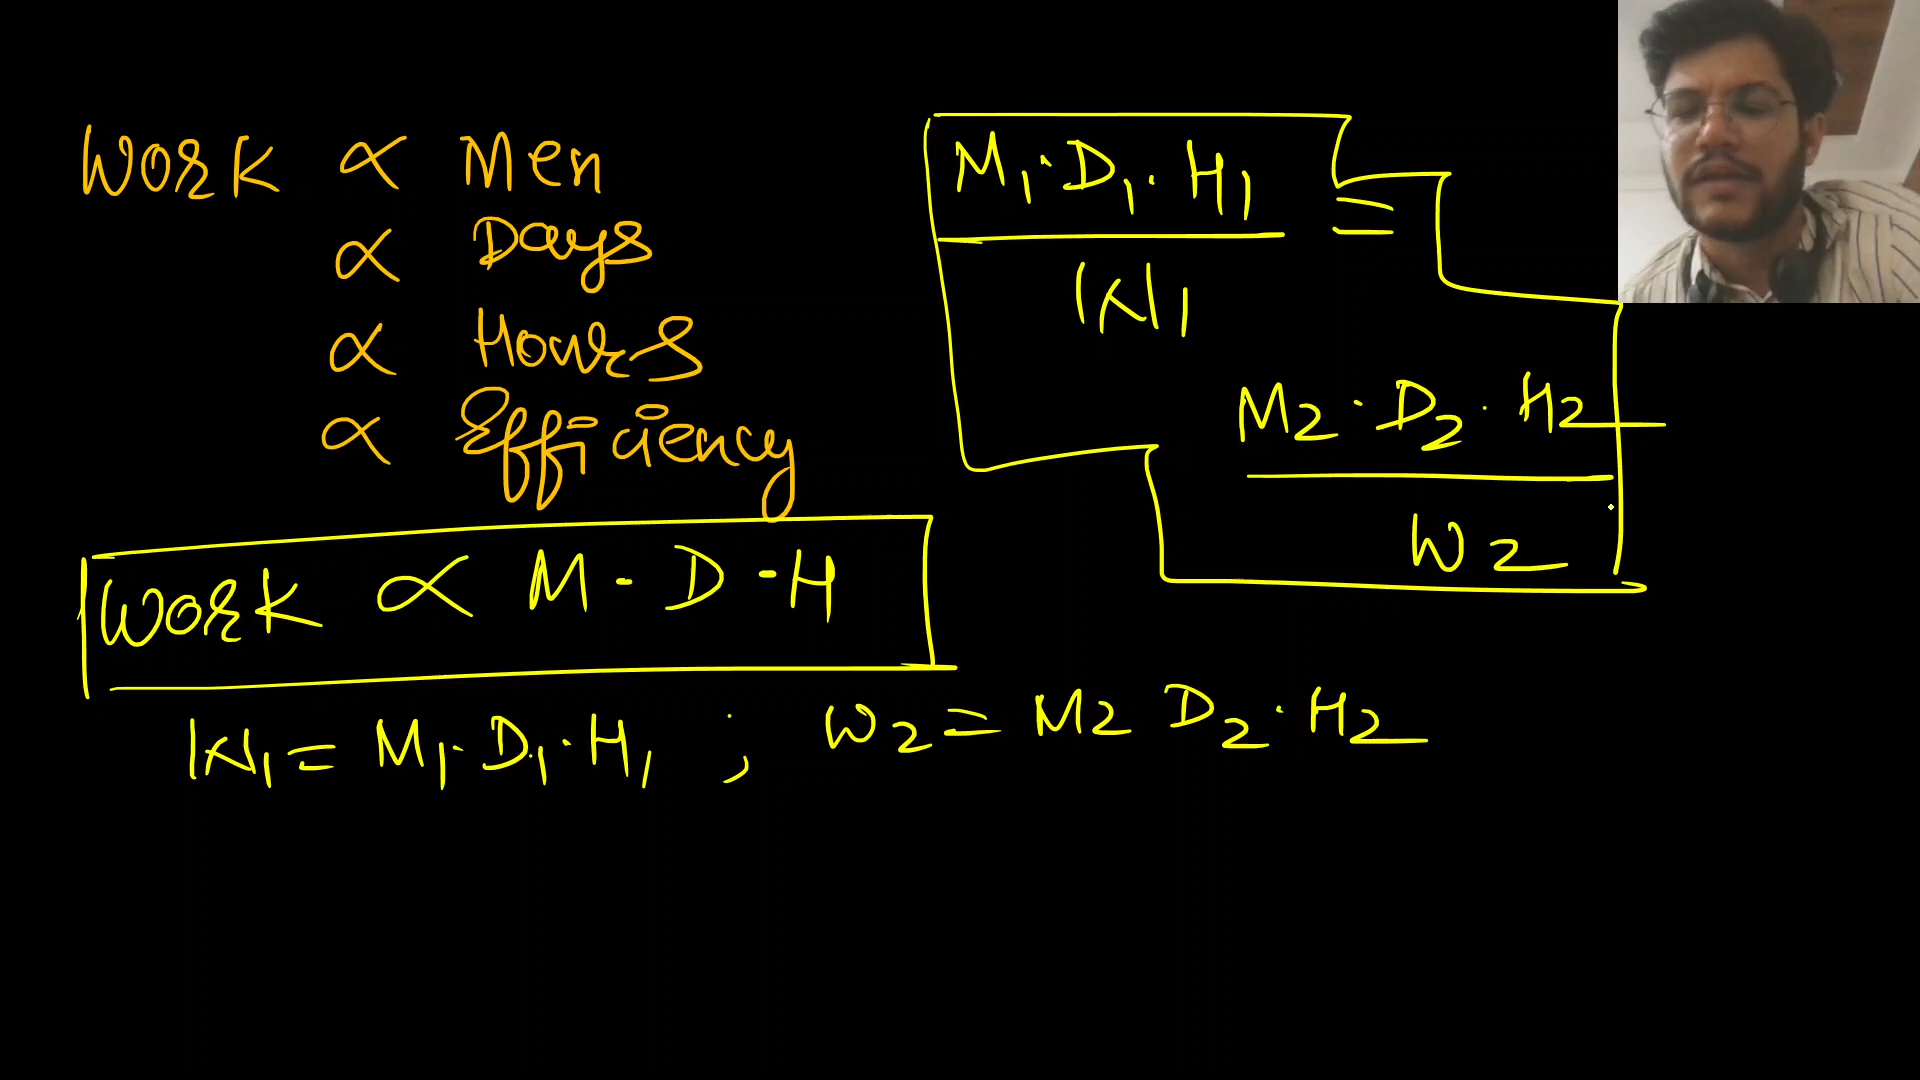 Work ∝ Men
∝ Days
∝ Hours
∝ Efficiency
Work ∝ M · D · H
W₁ = M₁ · D₁ · H₁ ; W₂ = M₂ D₂ · H₂
M₁ · D₁ · H₁ =
W₁
M₂ · D₂ · H₂
W₂